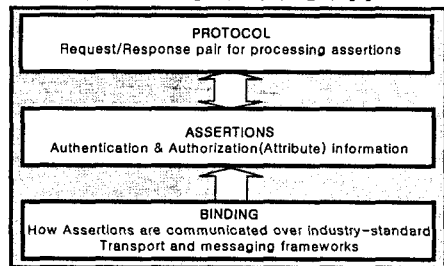 PROTOCOL
Request/Response pair for processing assertions
ASSERTIONS
Authentication & Authorization(Attribute) information
BINDING
How Assertions are communicated over industry-standard
Transport and messaging frameworks